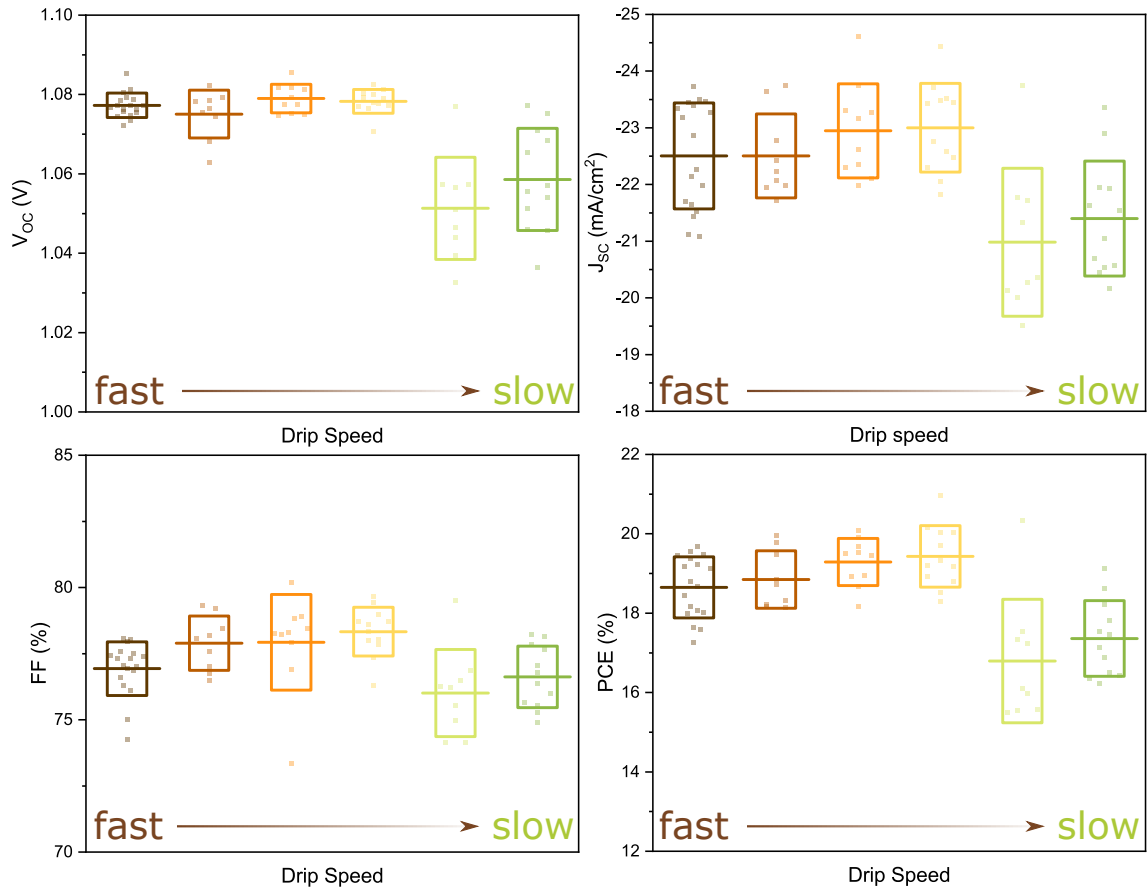 1.10
1.08
1.06
1.04
1.02
1.00
V_OC (V)
fast
slow
Drip Speed
-25
-24
-23
-22
-21
-20
-19
-18
J_SC (mA/cm²)
fast
slow
Drip speed
85
80
75
70
FF (%)
fast
slow
Drip Speed
22
20
18
16
14
12
PCE (%)
fast
slow
Drip Speed